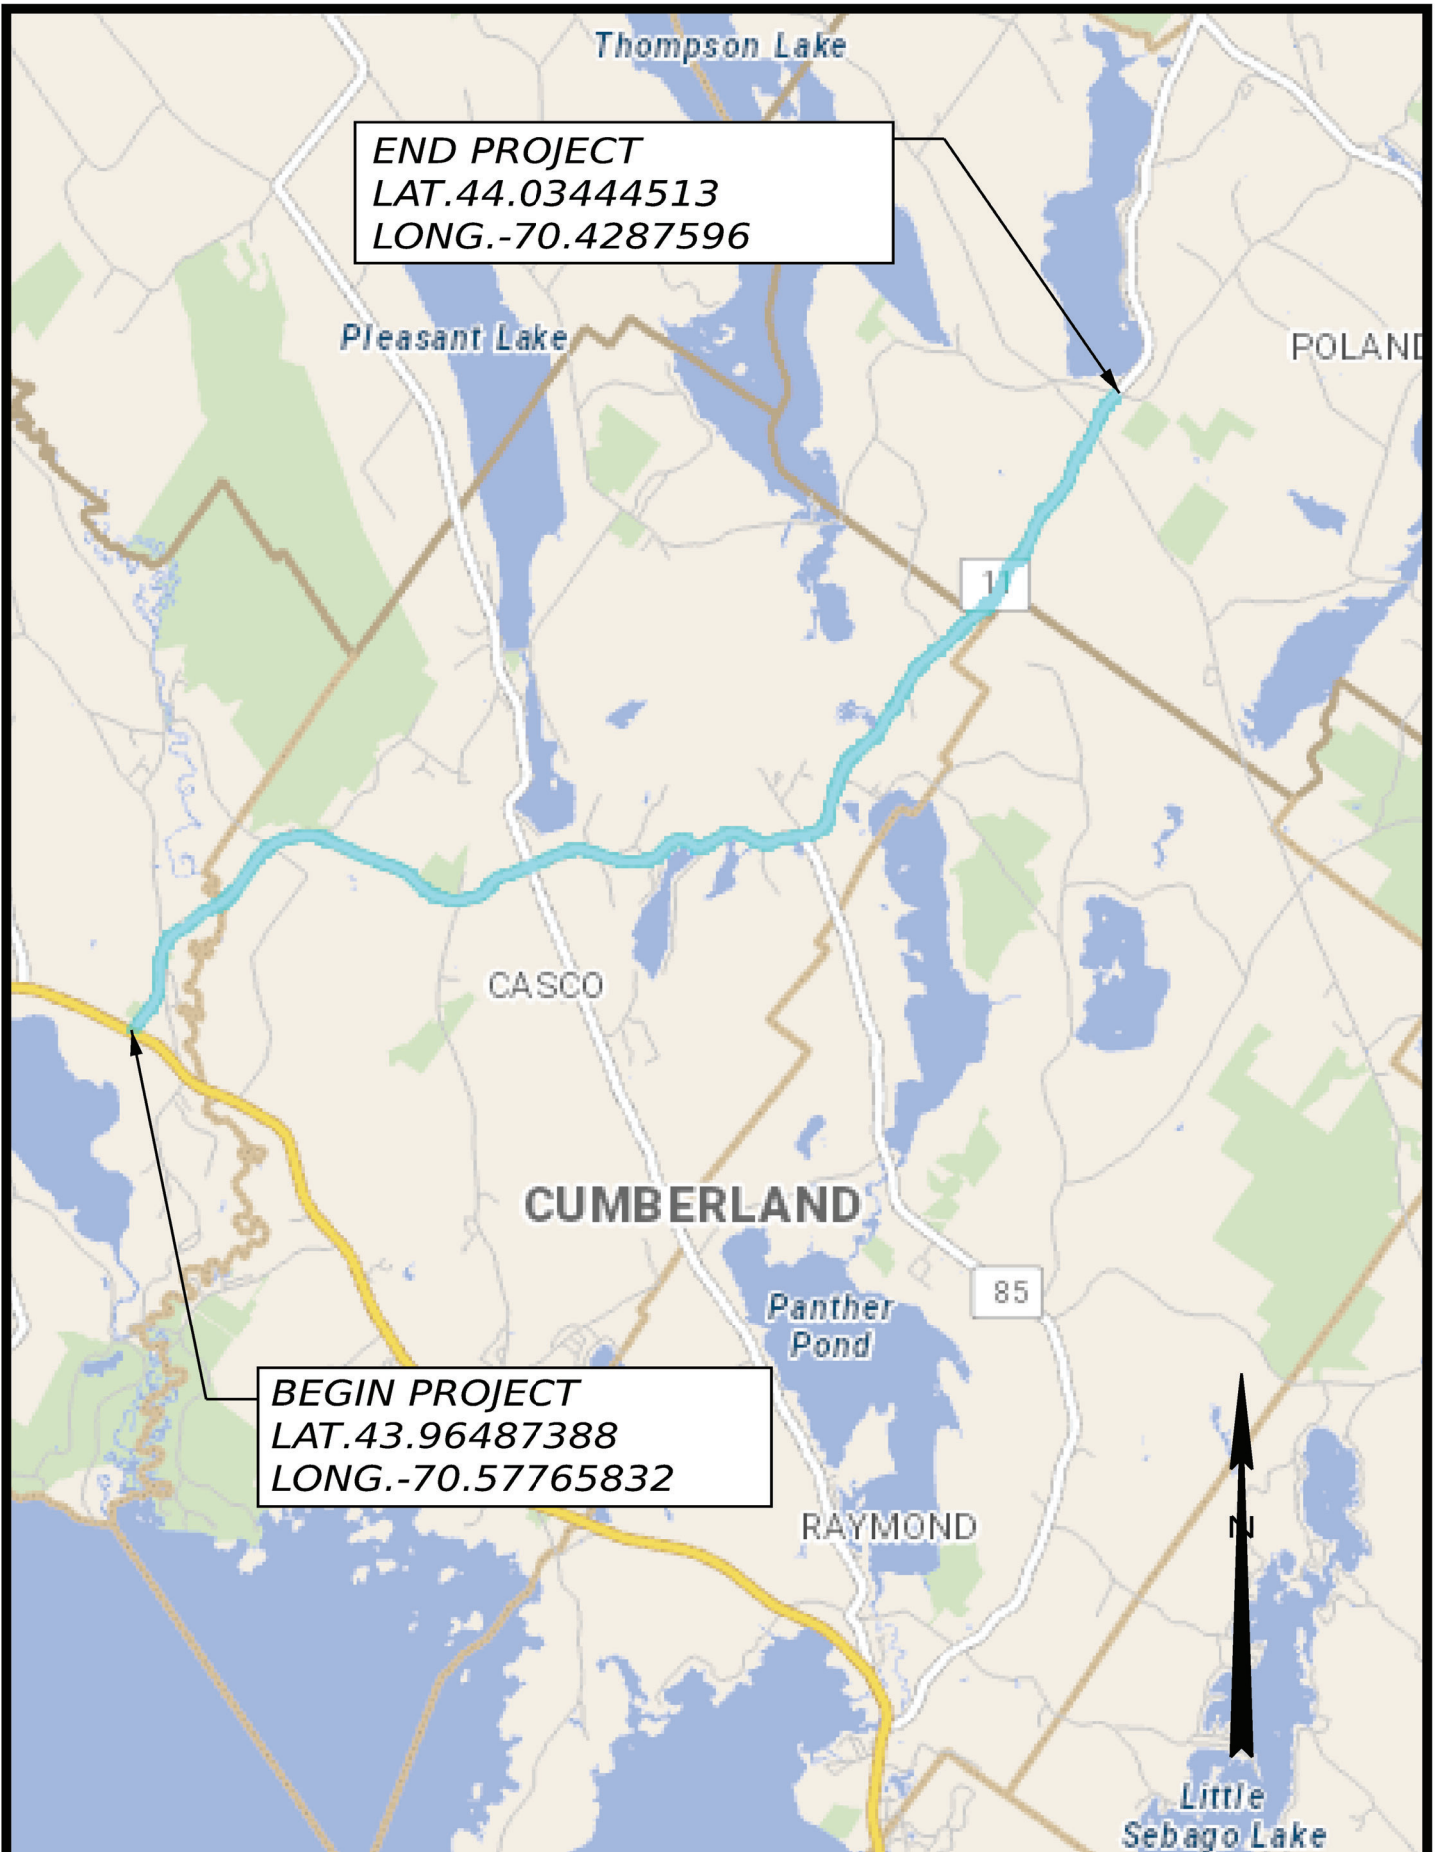 Thompson Lake
END PROJECT
LAT.44.03444513
LONG.-70.4287596
Pleasant Lake
POLAND
11
CASCO
CUMBERLAND
85
Panther
Pond
BEGIN PROJECT
LAT.43.96487388
LONG.-70.57765832
RAYMOND
N
Little
Sebago Lake